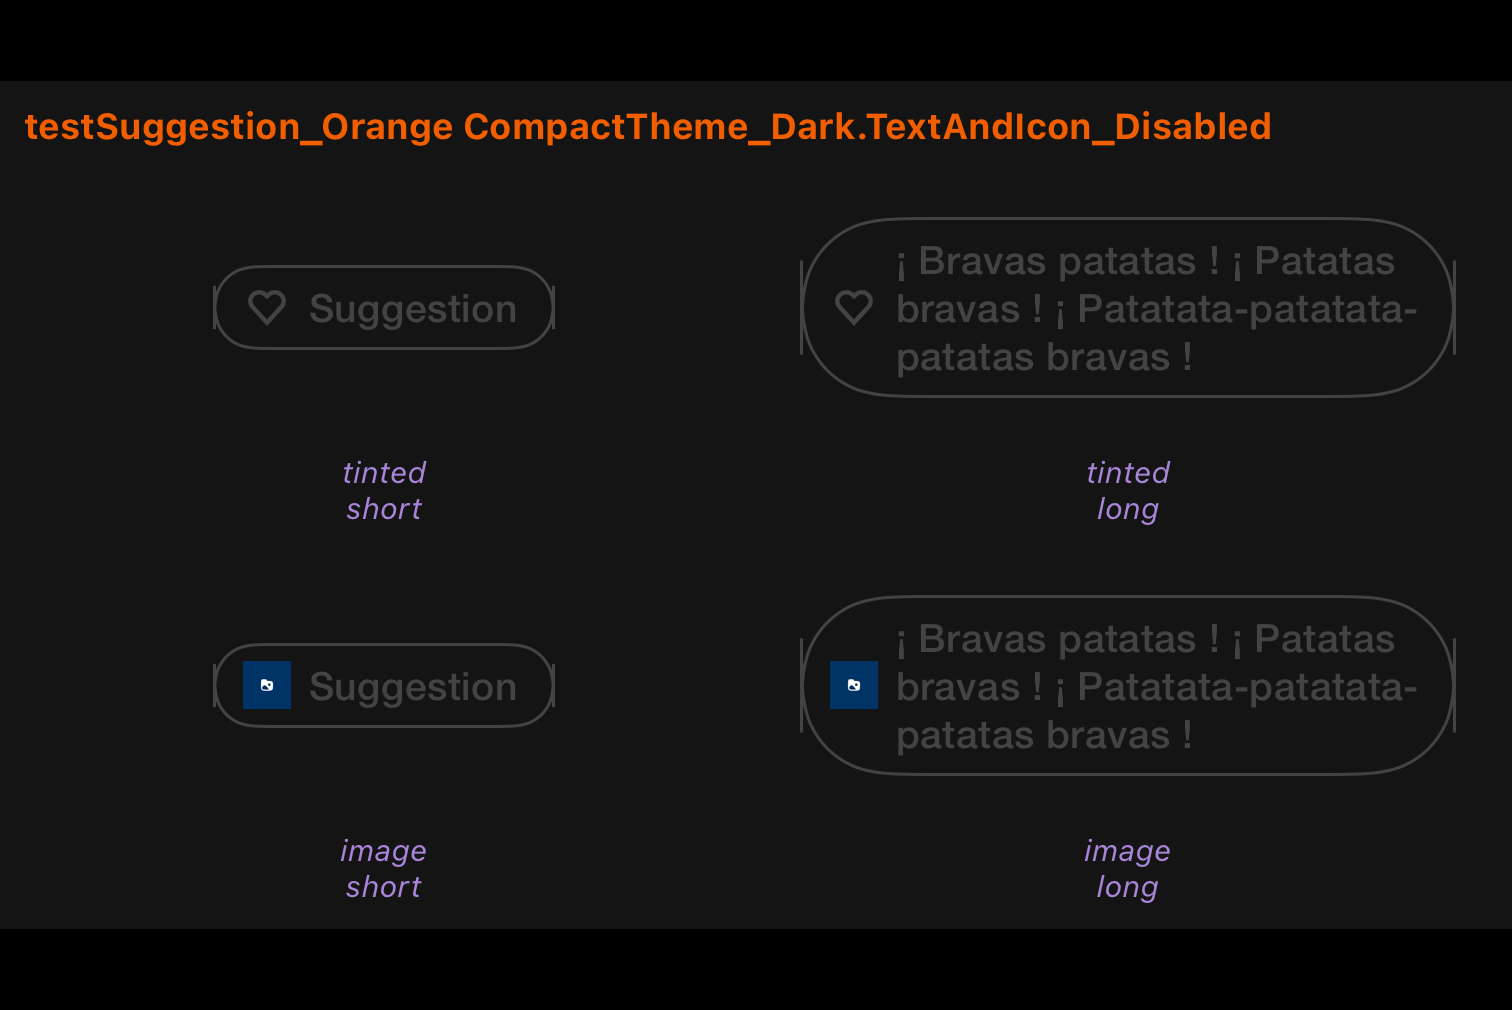 testSuggestion_Orange CompactTheme_Dark.TextAndIcon_Disabled
Suggestion
¡ Bravas patatas ! ¡ Patatas
bravas ! ¡ Patatata-patatata-
patatas bravas !
tinted
short
tinted
long
Suggestion
¡ Bravas patatas ! ¡ Patatas
bravas ! ¡ Patatata-patatata-
patatas bravas !
image
short
image
long